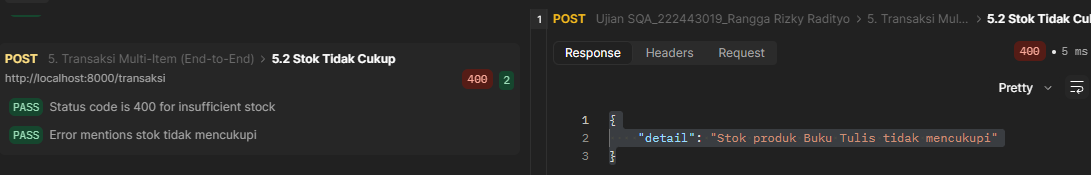 POST 5. Transaksi Multi-Item (End-to-End) > 5.2 Stok Tidak Cukup
http://localhost:8000/transaksi 400 2
PASS Status code is 400 for insufficient stock
PASS Error mentions stok tidak mencukupi
1 POST Ujian SQA_222443019_Rangga Rizky Radityo > 5. Transaksi Mul... > 5.2 Stok Tidak Cu
Response Headers Request 400 • 5 ms
Pretty
1 {
2 "detail": "Stok produk Buku Tulis tidak mencukupi"
3 }